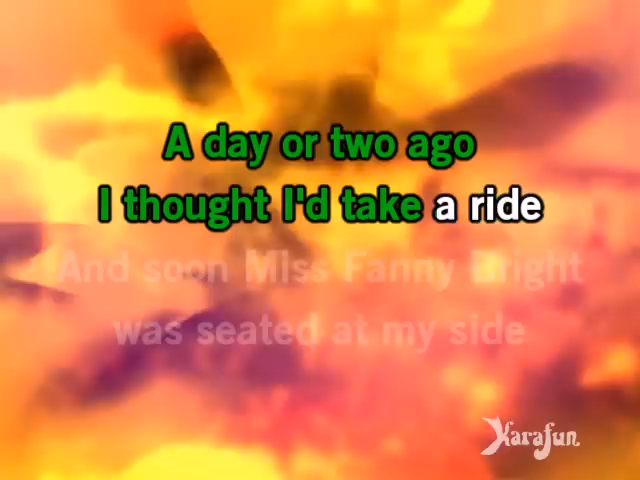 A day or two ago
I thought I'd take a ride
And soon Miss Fanny Bright
was seated at my side
Karafun